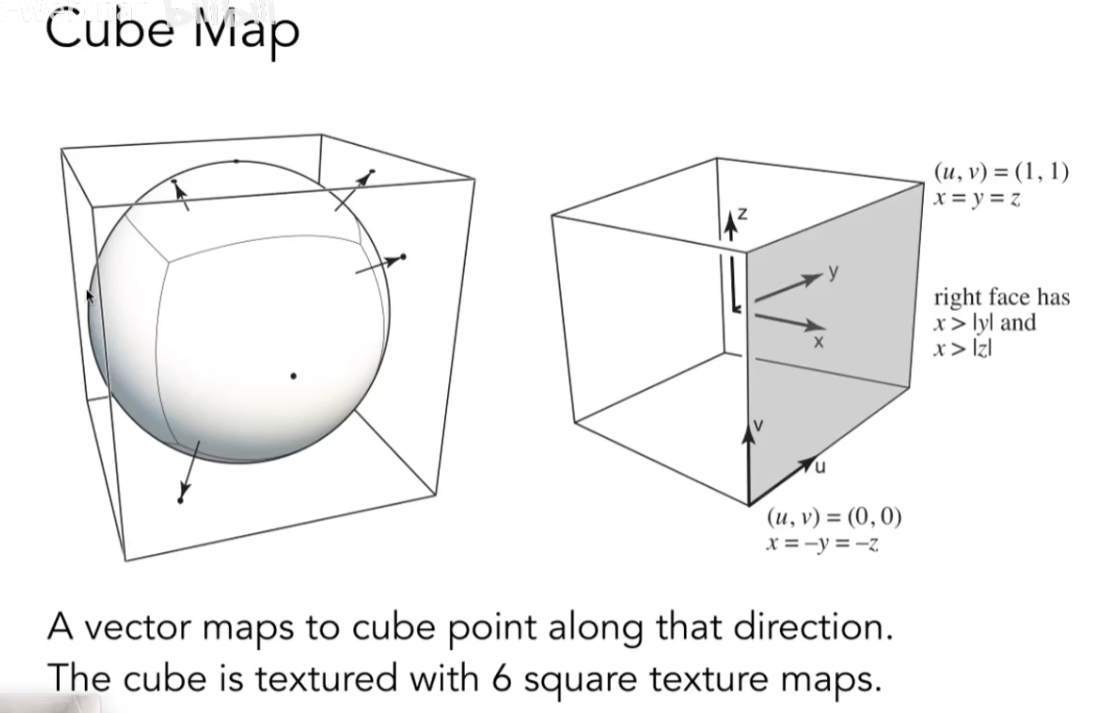 Cube Map
z
y
x
v
u
(u, v) = (1, 1)
x = y = z
right face has
x > |y| and
x > |z|
(u, v) = (0, 0)
x = −y = −z
A vector maps to cube point along that direction.
The cube is textured with 6 square texture maps.